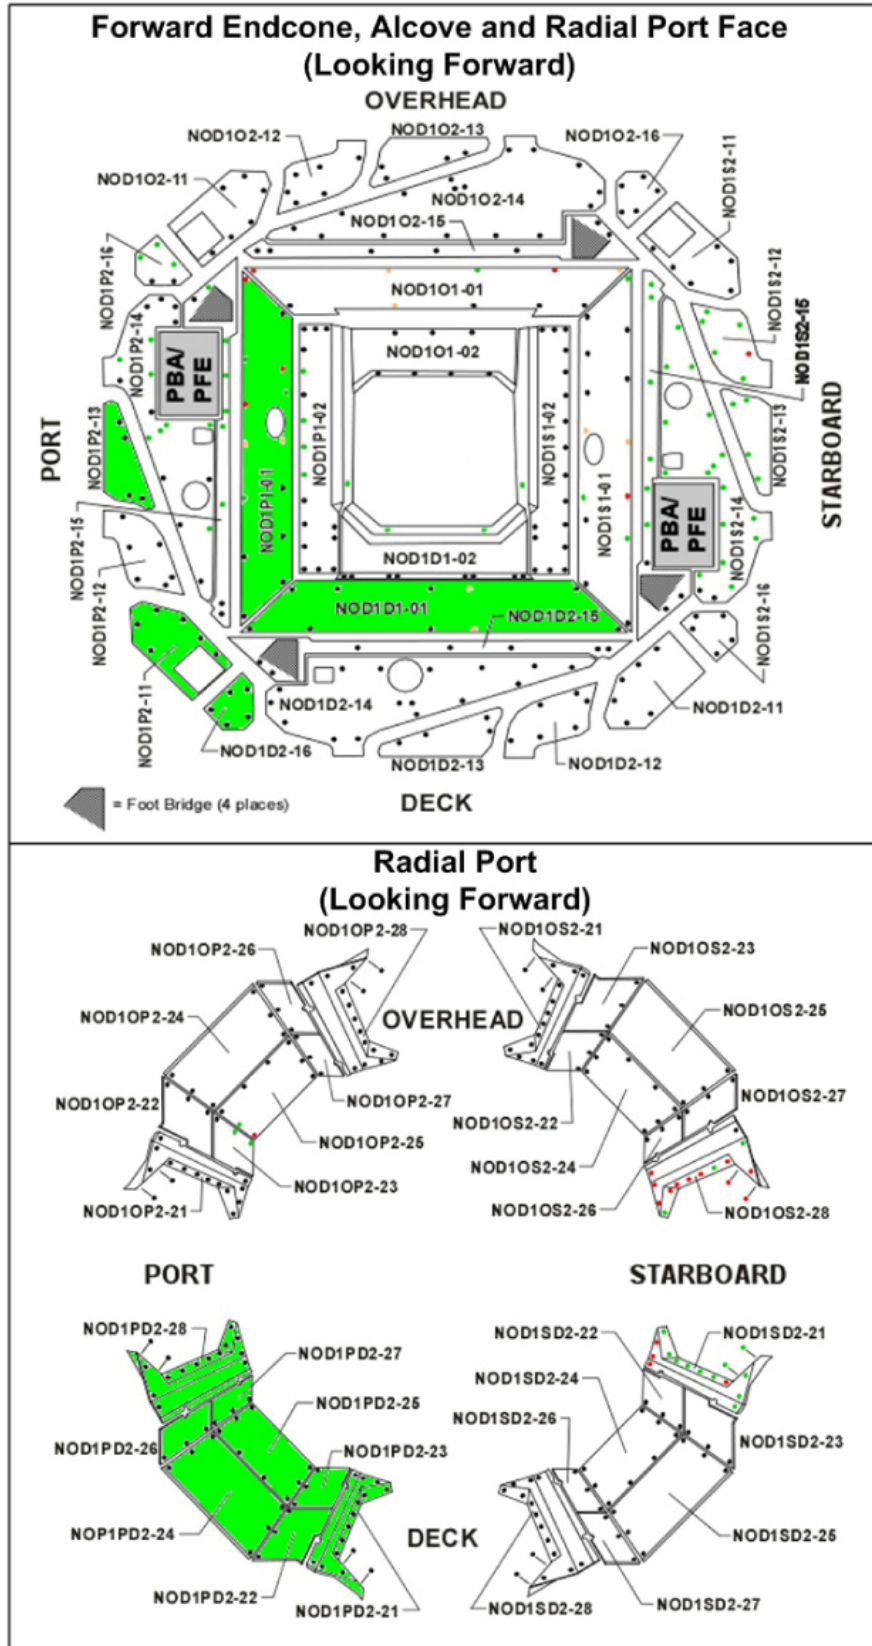 Forward Endcone, Alcove and Radial Port Face
(Looking Forward)
OVERHEAD
NOD1O2-12
NOD1O2-13
NOD1O2-16
NOD1O2-11
NOD1S2-11
NOD1O2-14
NOD1O2-15
NOD1P2-16
NOD1S2-12
NOD1O1-01
NOD1P2-14
NOD1S2-15
PBA/
PFE
NOD1O1-02
PORT
NOD1P2-13
NOD1P1-02
NOD1S1-02
NOD1S2-13
STARBOARD
NOD1P1-01
NOD1S1-01
PBA/
PFE
NOD1S2-14
NOD1P2-15
NOD1D1-02
NOD1P2-12
NOD1D1-01
NOD1D2-15
NOD1S2-16
NOD1P2-11
NOD1D2-14
NOD1D2-11
NOD1D2-16
NOD1D2-13
NOD1D2-12
= Foot Bridge (4 places)
DECK
Radial Port
(Looking Forward)
NOD1OP2-28
NOD1OS2-21
NOD1OP2-26
NOD1OS2-23
NOD1OP2-24
OVERHEAD
NOD1OS2-25
NOD1OP2-22
NOD1OP2-27
NOD1OS2-27
NOD1OS2-22
NOD1OP2-25
NOD1OS2-24
NOD1OP2-23
NOD1OP2-21
NOD1OS2-26
NOD1OS2-28
PORT
STARBOARD
NOD1PD2-28
NOD1SD2-22
NOD1SD2-21
NOD1PD2-27
NOD1SD2-24
NOD1PD2-25
NOD1SD2-26
NOD1PD2-26
NOD1PD2-23
NOD1SD2-23
NOP1PD2-24
DECK
NOD1SD2-25
NOD1PD2-22
NOD1PD2-21
NOD1SD2-28
NOD1SD2-27